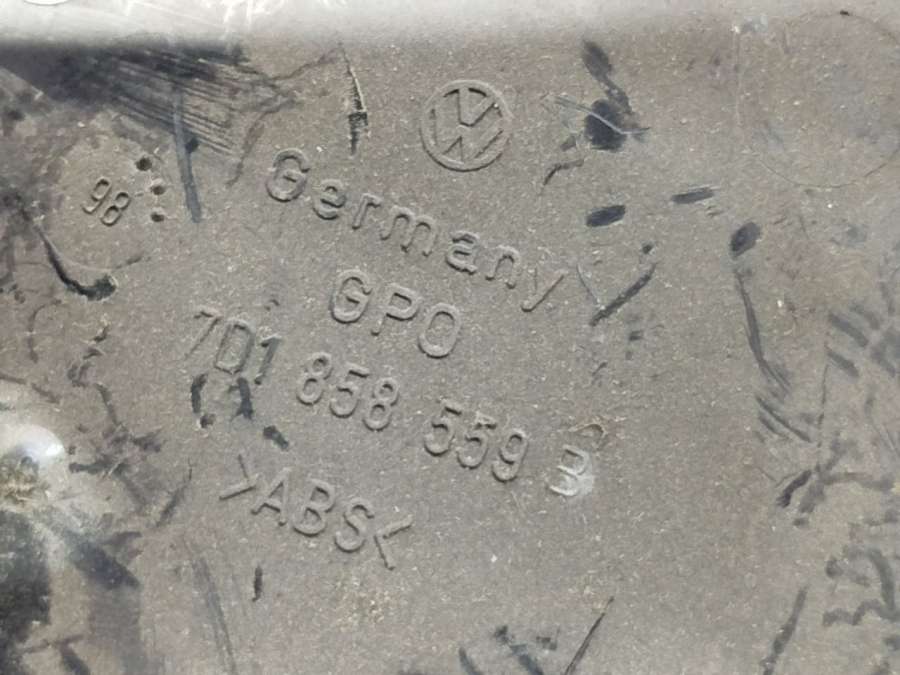 98
Germany
GPO
7D1 858 559 B
>ABS<